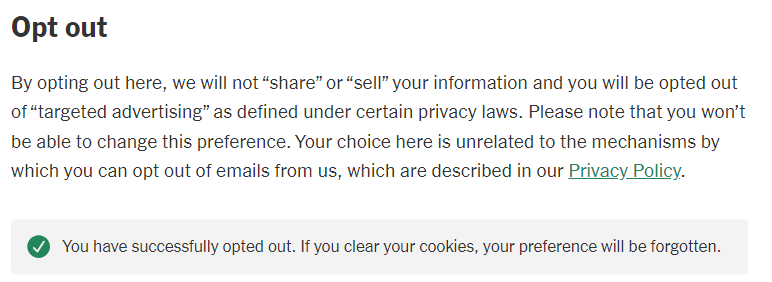 Opt out
By opting out here, we will not “share” or “sell” your information and you will be opted out
of “targeted advertising” as defined under certain privacy laws. Please note that you won’t
be able to change this preference. Your choice here is unrelated to the mechanisms by
which you can opt out of emails from us, which are described in our Privacy Policy.
You have successfully opted out. If you clear your cookies, your preference will be forgotten.